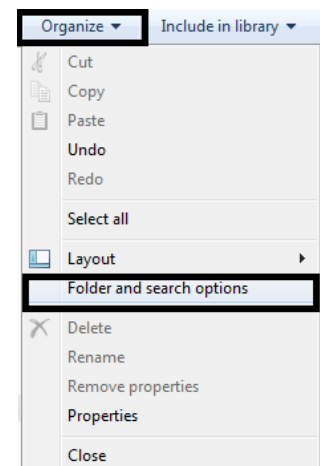 Organize Include in library
Cut
Copy
Paste
Undo
Redo
Select all
Layout
Folder and search options
Delete
Rename
Remove properties
Properties
Close